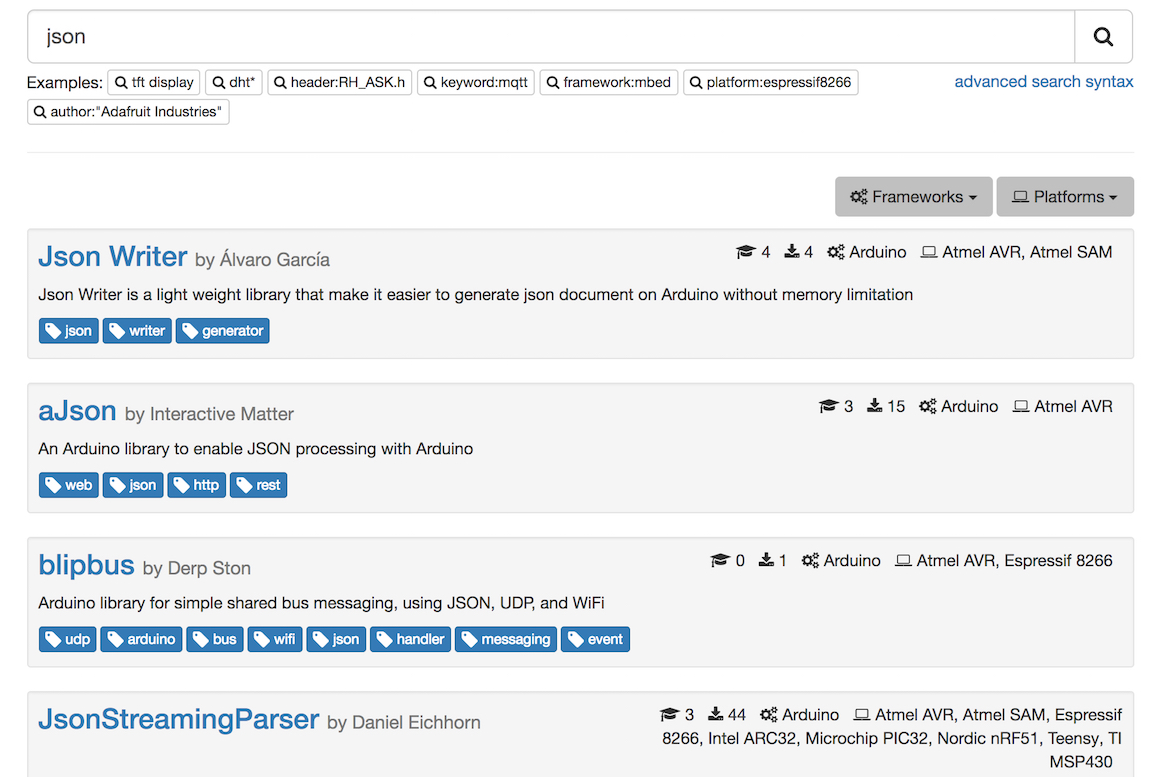 json
Examples: tft display dht* header:RH_ASK.h keyword:mqtt framework:mbed platform:espressif8266 advanced search syntax
author:"Adafruit Industries"
Frameworks Platforms
Json Writer by Álvaro García 4 4 Arduino Atmel AVR, Atmel SAM
Json Writer is a light weight library that make it easier to generate json document on Arduino without memory limitation
json writer generator
aJson by Interactive Matter 3 15 Arduino Atmel AVR
An Arduino library to enable JSON processing with Arduino
web json http rest
blipbus by Derp Ston 0 1 Arduino Atmel AVR, Espressif 8266
Arduino library for simple shared bus messaging, using JSON, UDP, and WiFi
udp arduino bus wifi json handler messaging event
JsonStreamingParser by Daniel Eichhorn 3 44 Arduino Atmel AVR, Atmel SAM, Espressif
8266, Intel ARC32, Microchip PIC32, Nordic nRF51, Teensy, TI
MSP430